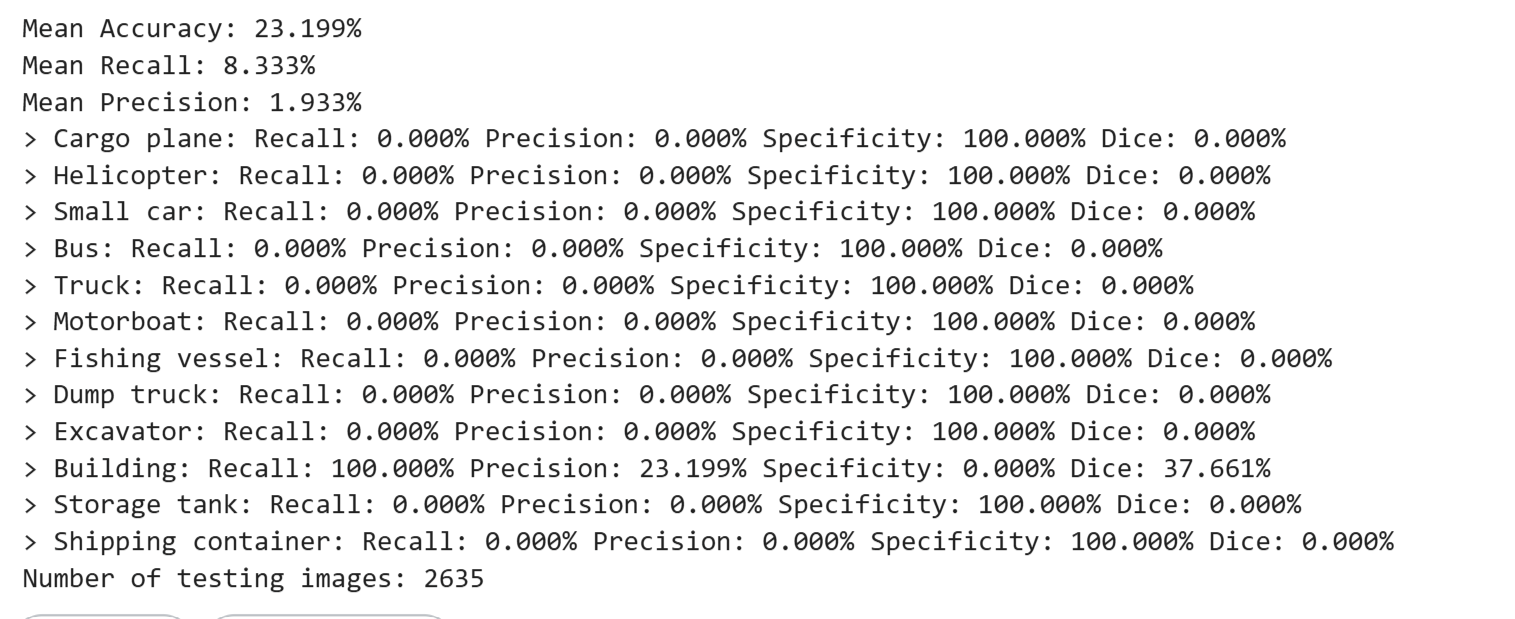 Mean Accuracy: 23.199%
Mean Recall: 8.333%
Mean Precision: 1.933%
> Cargo plane: Recall: 0.000% Precision: 0.000% Specificity: 100.000% Dice: 0.000%
> Helicopter: Recall: 0.000% Precision: 0.000% Specificity: 100.000% Dice: 0.000%
> Small car: Recall: 0.000% Precision: 0.000% Specificity: 100.000% Dice: 0.000%
> Bus: Recall: 0.000% Precision: 0.000% Specificity: 100.000% Dice: 0.000%
> Truck: Recall: 0.000% Precision: 0.000% Specificity: 100.000% Dice: 0.000%
> Motorboat: Recall: 0.000% Precision: 0.000% Specificity: 100.000% Dice: 0.000%
> Fishing vessel: Recall: 0.000% Precision: 0.000% Specificity: 100.000% Dice: 0.000%
> Dump truck: Recall: 0.000% Precision: 0.000% Specificity: 100.000% Dice: 0.000%
> Excavator: Recall: 0.000% Precision: 0.000% Specificity: 100.000% Dice: 0.000%
> Building: Recall: 100.000% Precision: 23.199% Specificity: 0.000% Dice: 37.661%
> Storage tank: Recall: 0.000% Precision: 0.000% Specificity: 100.000% Dice: 0.000%
> Shipping container: Recall: 0.000% Precision: 0.000% Specificity: 100.000% Dice: 0.000%
Number of testing images: 2635